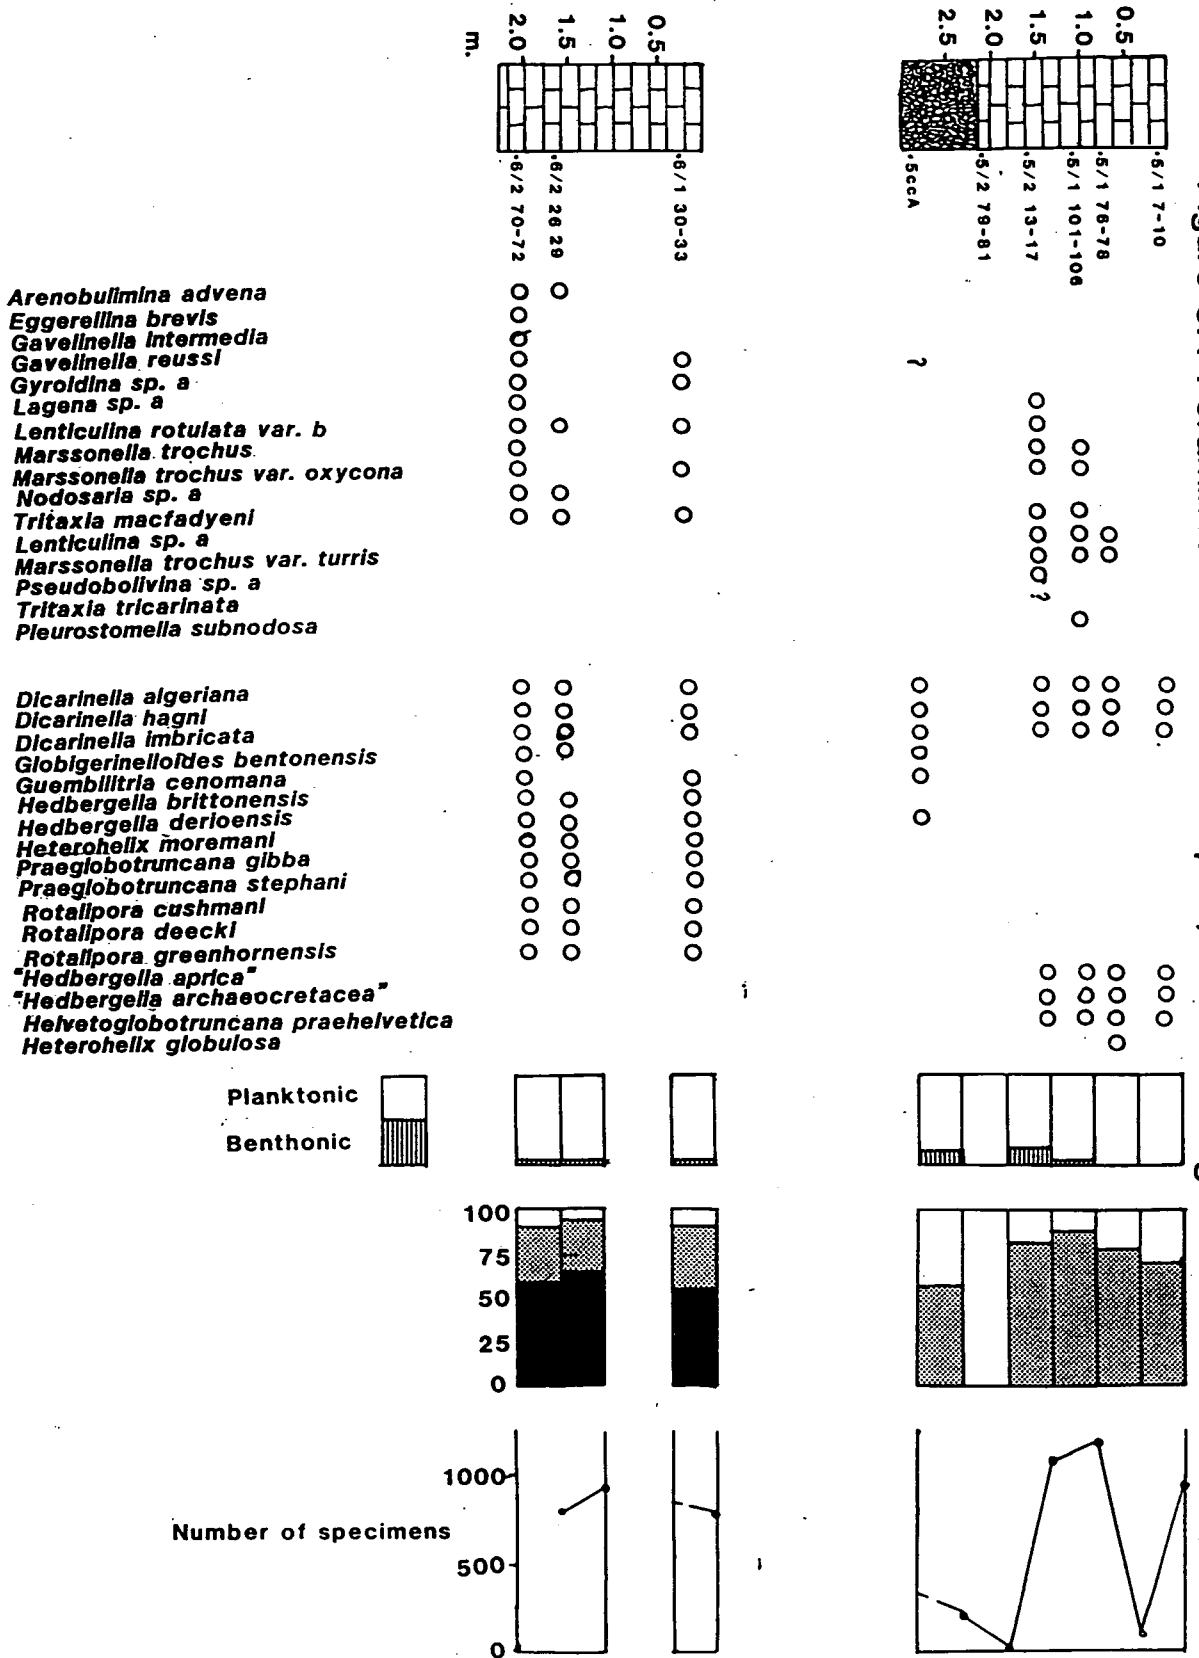 m.
2.0
1.5
1.0
0.5
2.5
2.0
1.5
1.0
0.5
6/2 70-72
6/2 26 29
6/1 30-33
5ccA
5/2 79-81
5/2 13-17
5/1 101-106
5/1 76-78
5/1 7-10
Arenobulimina advena
Eggerellina brevis
Gavelinella intermedia
Gavelinella reussi
?
Gyroidina sp. a
Lagena sp. a
Lenticulina rotulata var. b
Marssonella trochus
Marssonella trochus var. oxycona
Nodosaria sp. a
Tritaxia macfadyeni
Lenticulina sp. a
Marssonella trochus var. turris
Pseudobolivina sp. a
Tritaxia tricarinata
?
Pleurostomella subnodosa
Dicarinella algeriana
Dicarinella hagni
Dicarinella imbricata
Globigerinelloides bentonensis
Guembilitria cenomana
Hedbergella brittonensis
Hedbergella derioensis
Heterohelix moremani
Praeglobotruncana gibba
Praeglobotruncana stephani
Rotalipora cushmani
Rotalipora deecki
Rotalipora greenhornensis
"Hedbergella aprica"
"Hedbergella archaeocretacea"
Helvetoglobotruncana praehelvetica
Heterohelix globulosa
Planktonic
Benthonic
100
75
50
25
0
1000
Number of specimens
500
0